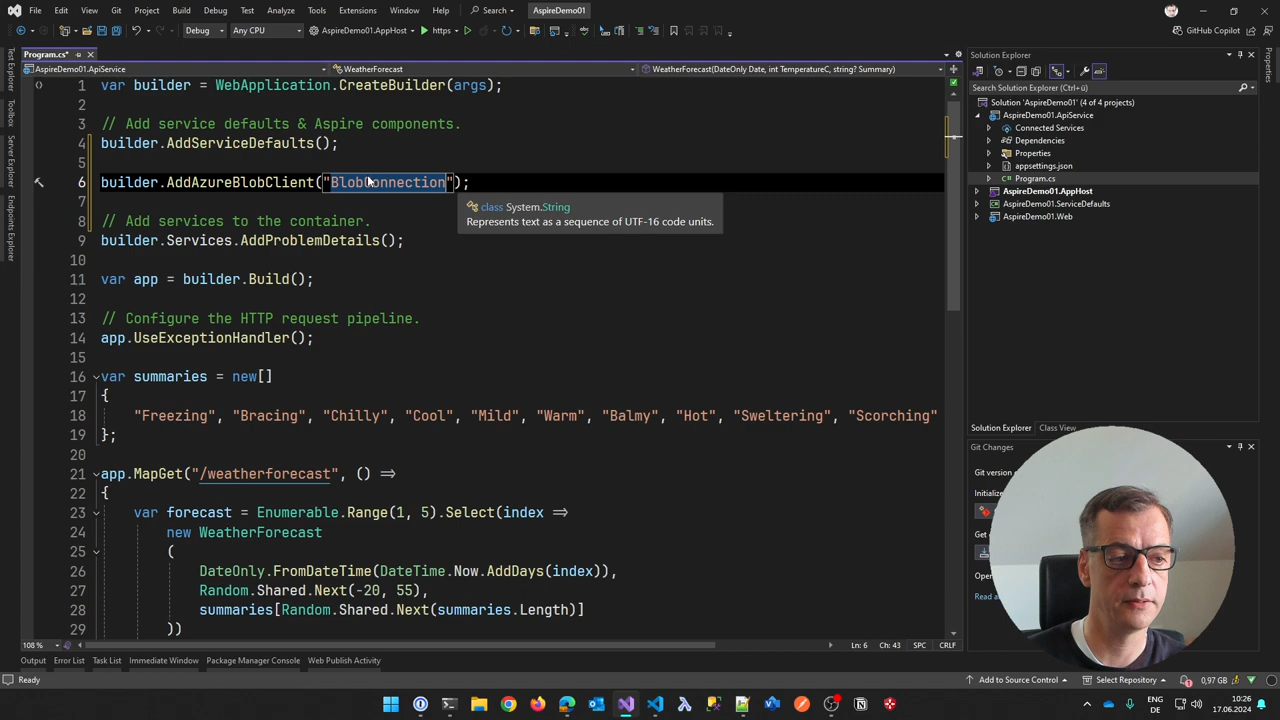 File Edit View Git Project Build Debug Test Analyze Tools Extensions Window Help Search AspireDemo01
Debug Any CPU AspireDemo01.AppHost https GitHub Copilot
Program.cs*
AspireDemo01.ApiService WeatherForecast WeatherForecast(DateOnly Date, int TemperatureC, string? Summary)
Test Explorer
Toolbox
Server Explorer
SQL Server Object Explorer
1 var builder = WebApplication.CreateBuilder(args);
2
3 // Add service defaults & Aspire components.
4 builder.AddServiceDefaults();
5
6 builder.AddAzureBlobClient("BlobConnection");
7
class System.String
Represents text as a sequence of UTF-16 code units.
8 // Add services to the container.
9 builder.Services.AddProblemDetails();
10
11 var app = builder.Build();
12
13 // Configure the HTTP request pipeline.
14 app.UseExceptionHandler();
15
16 var summaries = new[]
17 {
18 "Freezing", "Bracing", "Chilly", "Cool", "Mild", "Warm", "Balmy", "Hot", "Sweltering", "Scorching"
19 };
20
21 app.MapGet("/weatherforecast", () =>
22 {
23 var forecast = Enumerable.Range(1, 5).Select(index =>
24 new WeatherForecast
25 (
26 DateOnly.FromDateTime(DateTime.Now.AddDays(index)),
27 Random.Shared.Next(-20, 55),
28 summaries[Random.Shared.Next(summaries.Length)]
29 ))
108 % Ln: 6 Ch: 43 SPC CRLF
Output Error List Task List Immediate Window Package Manager Console Web Publish Activity
Solution Explorer
Search Solution Explorer (Ctrl+ü)
Solution 'AspireDemo01' (4 of 4 projects)
AspireDemo01.ApiService
Connected Services
Dependencies
Properties
appsettings.json
Program.cs
AspireDemo01.AppHost
AspireDemo01.ServiceDefaults
AspireDemo01.Web
Solution Explorer Class View
Git Changes
Git version
Initialize
Get
Open
Read
Properties
Ready Add to Source Control Select Repository 0,97 GB
ENG
DE
10:26
17.06.2024